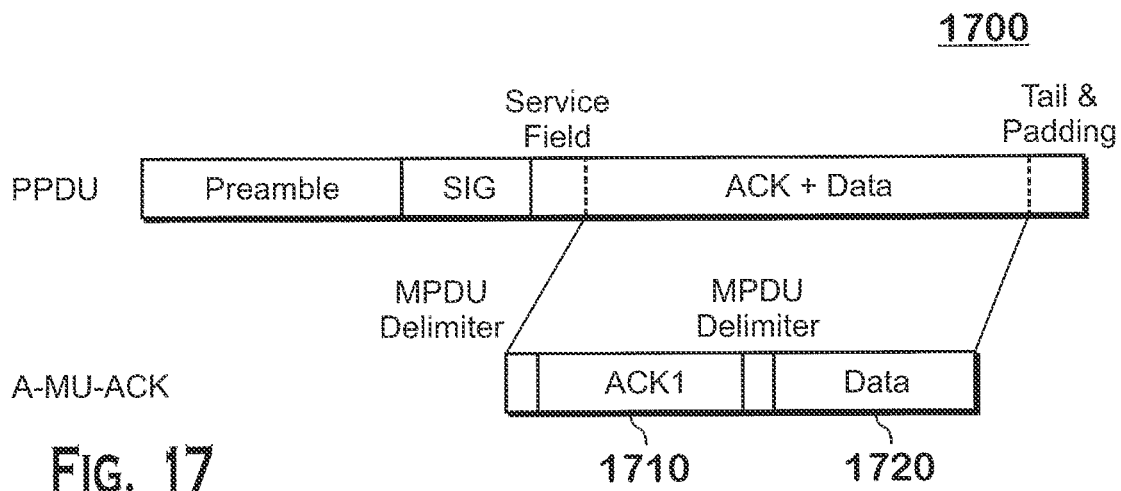 1700
Service
Field
Tail &
Padding
PPDU
Preamble
SIG
ACK + Data
MPDU
Delimiter
MPDU
Delimiter
A-MU-ACK
ACK1
Data
1710
1720
FIG. 17